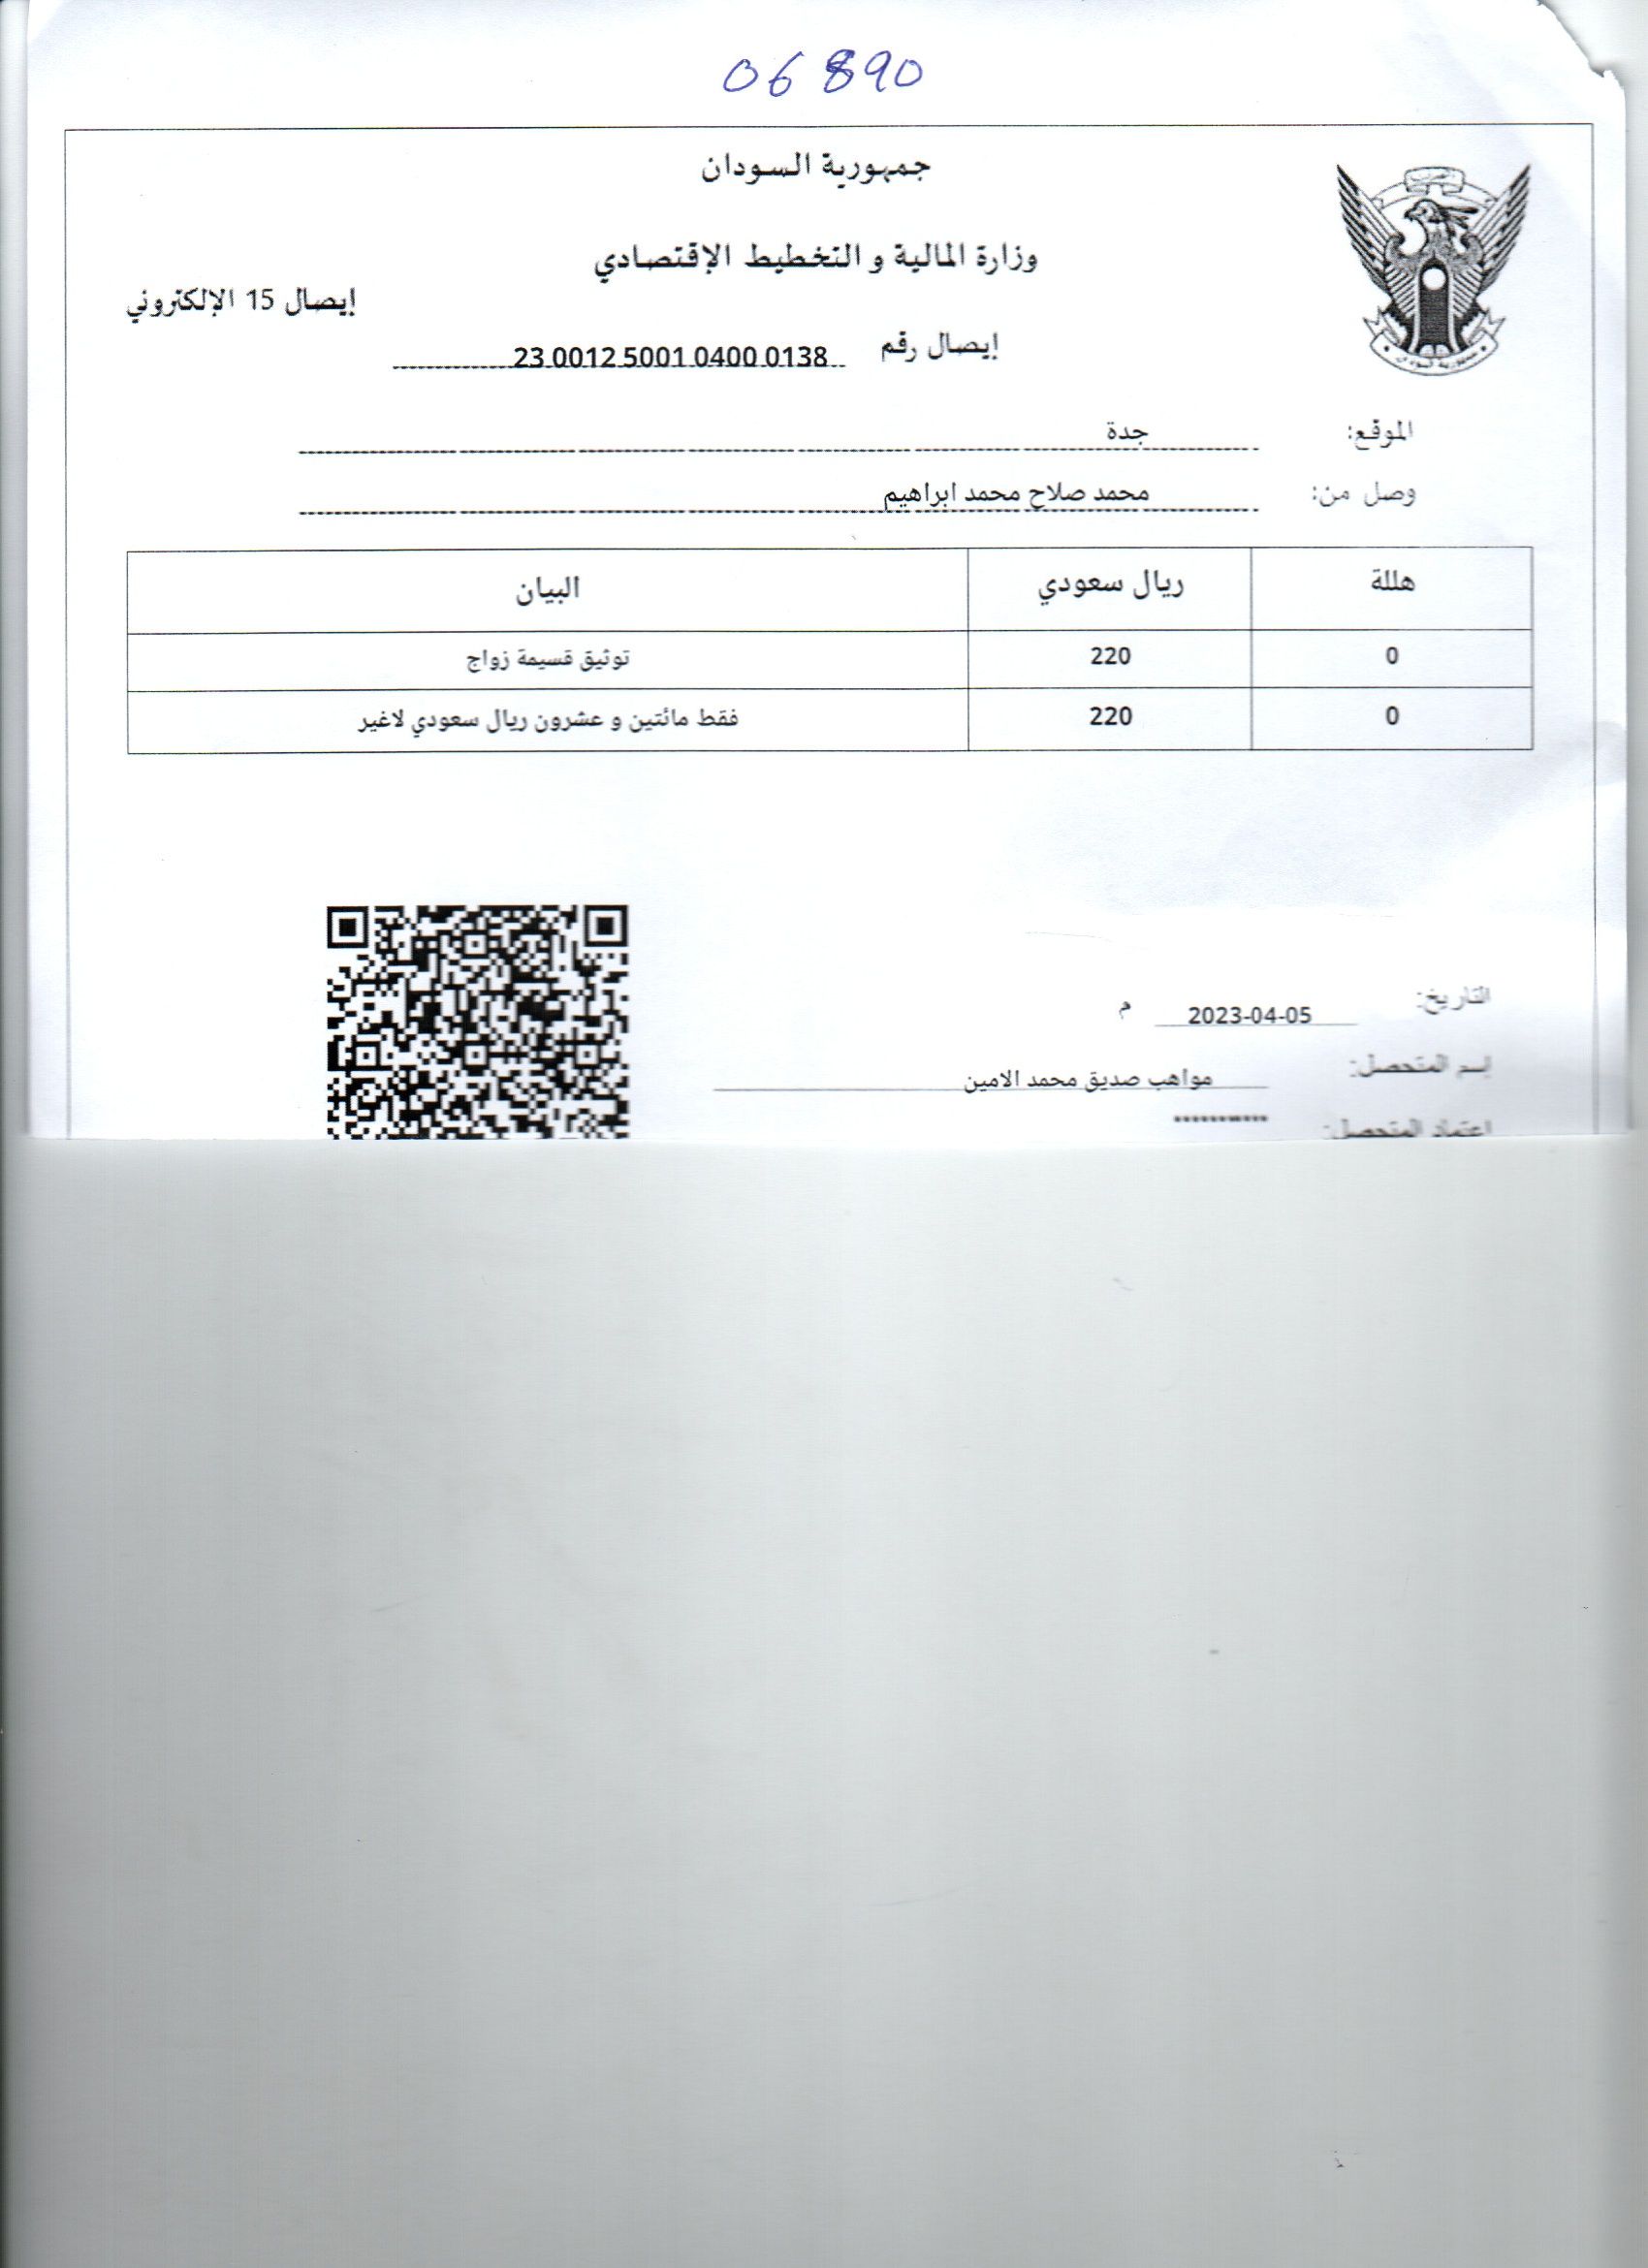 06890
جمهورية السودان
وزارة المالية و التخطيط الإقتصادي
إيصال 15 الإلكتروني
إيصال رقم 23 0012 5001 0400 0138
الموقع: جدة
وصل من: محمد صلاح محمد ابراهيم
هللة ريال سعودي البيان
0 220 توثيق قسيمة زواج
0 220 فقط مائتين و عشرون ريال سعودي لاغير
التاريخ: 2023-04-05 م
إسم المتحصل: مواهب صديق محمد الامين
اعتماد المتحصل: ***********
جمهورية السودان